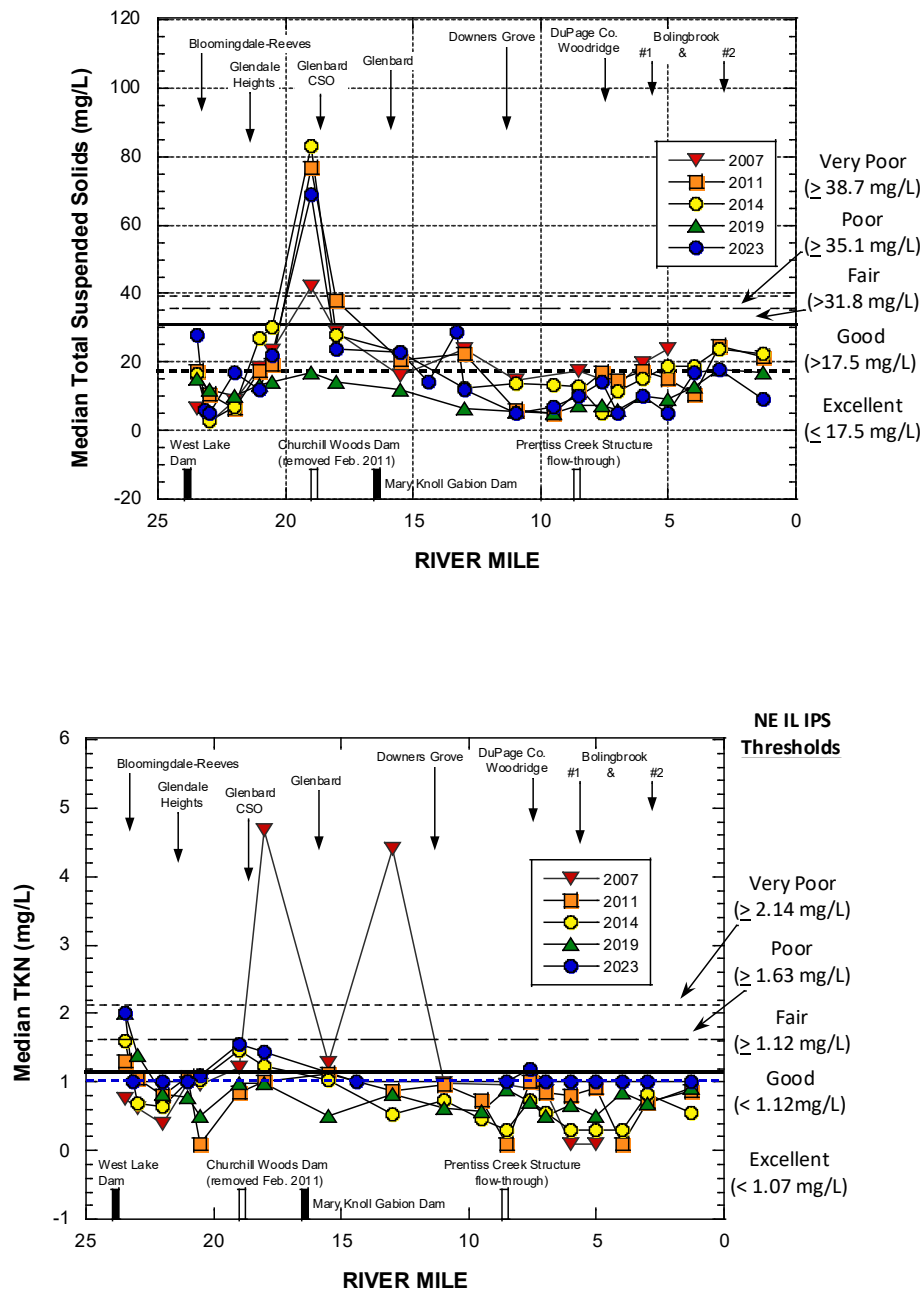 120
100
80
60
40
20
0
-20
Median Total Suspended Solids (mg/L)
Bloomingdale-Reeves
Glendale
Heights
Glenbard
CSO
Glenbard
Downers Grove
DuPage Co.
Woodridge
Bolingbrook
#1 & #2
2007
2011
2014
2019
2023
Very Poor
(≥ 38.7 mg/L)
Poor
(≥ 35.1 mg/L)
Fair
(>31.8 mg/L)
Good
(>17.5 mg/L)
Excellent
(≤ 17.5 mg/L)
West Lake
Dam
Churchill Woods Dam
(removed Feb. 2011)
Mary Knoll Gabion Dam
Prentiss Creek Structure
flow-through)
25 20 15 10 5 0
RIVER MILE
NE IL IPS
Thresholds
6
5
4
3
2
1
0
-1
Median TKN (mg/L)
Bloomingdale-Reeves
Glendale
Heights
Glenbard
CSO
Glenbard
Downers Grove
DuPage Co.
Woodridge
Bolingbrook
#1 & #2
2007
2011
2014
2019
2023
Very Poor
(≥ 2.14 mg/L)
Poor
(≥ 1.63 mg/L)
Fair
(≥ 1.12 mg/L)
Good
(< 1.12mg/L)
Excellent
(< 1.07 mg/L)
West Lake
Dam
Churchill Woods Dam
(removed Feb. 2011)
Mary Knoll Gabion Dam
Prentiss Creek Structure
flow-through)
25 20 15 10 5 0
RIVER MILE